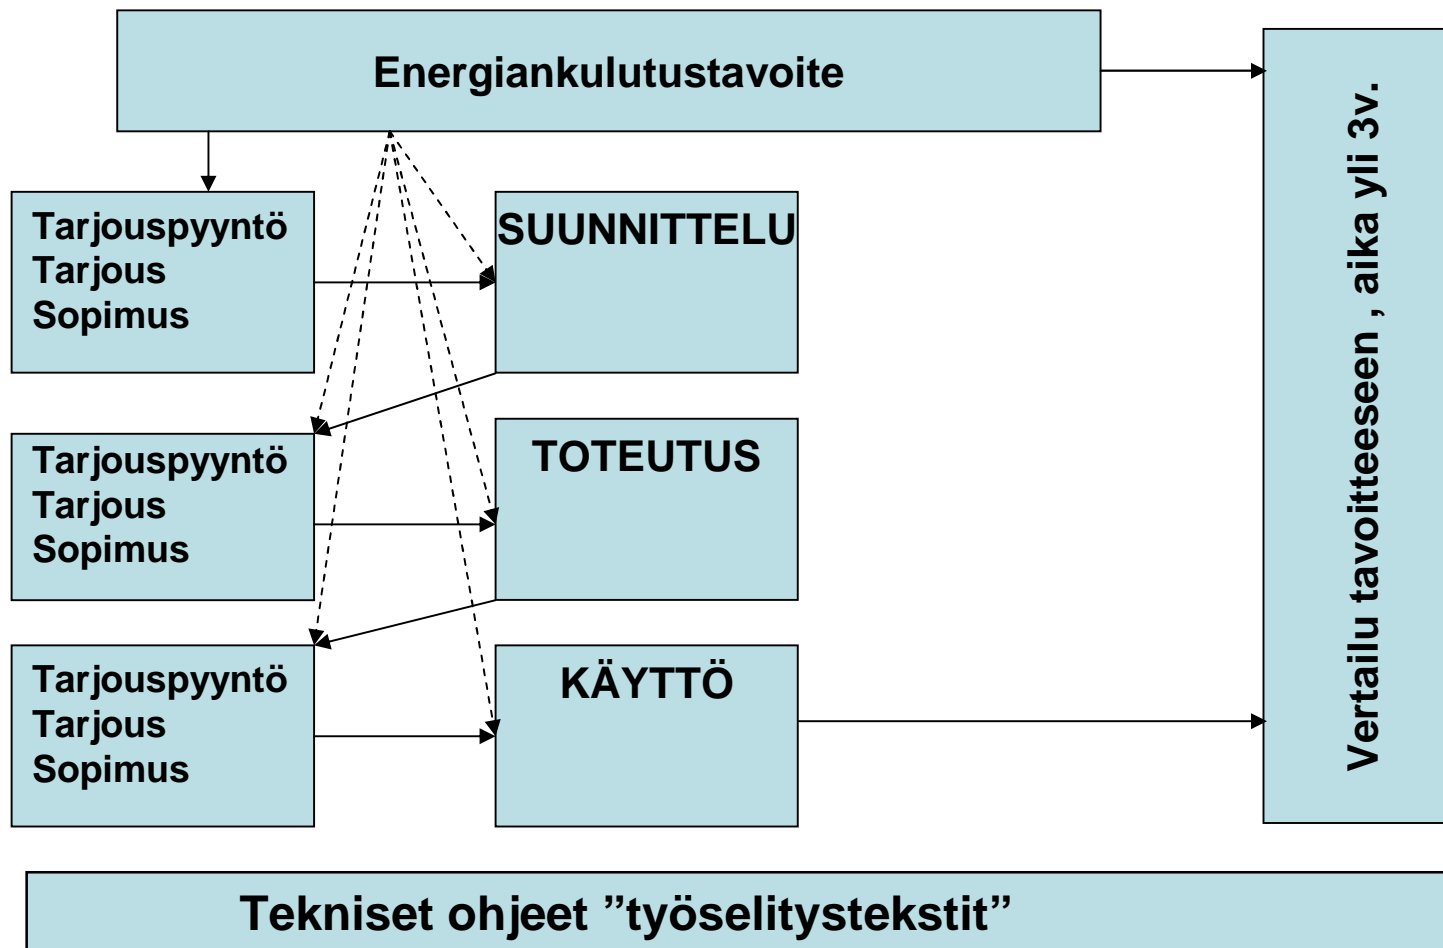 Energiankulutustavoite
Tarjouspyyntö
Tarjous
Sopimus
SUUNNITTELU
Tarjouspyyntö
Tarjous
Sopimus
TOTEUTUS
Tarjouspyyntö
Tarjous
Sopimus
KÄYTTÖ
Vertailu tavoitteeseen , aika yli 3v.
Tekniset ohjeet ”työselitystekstit”